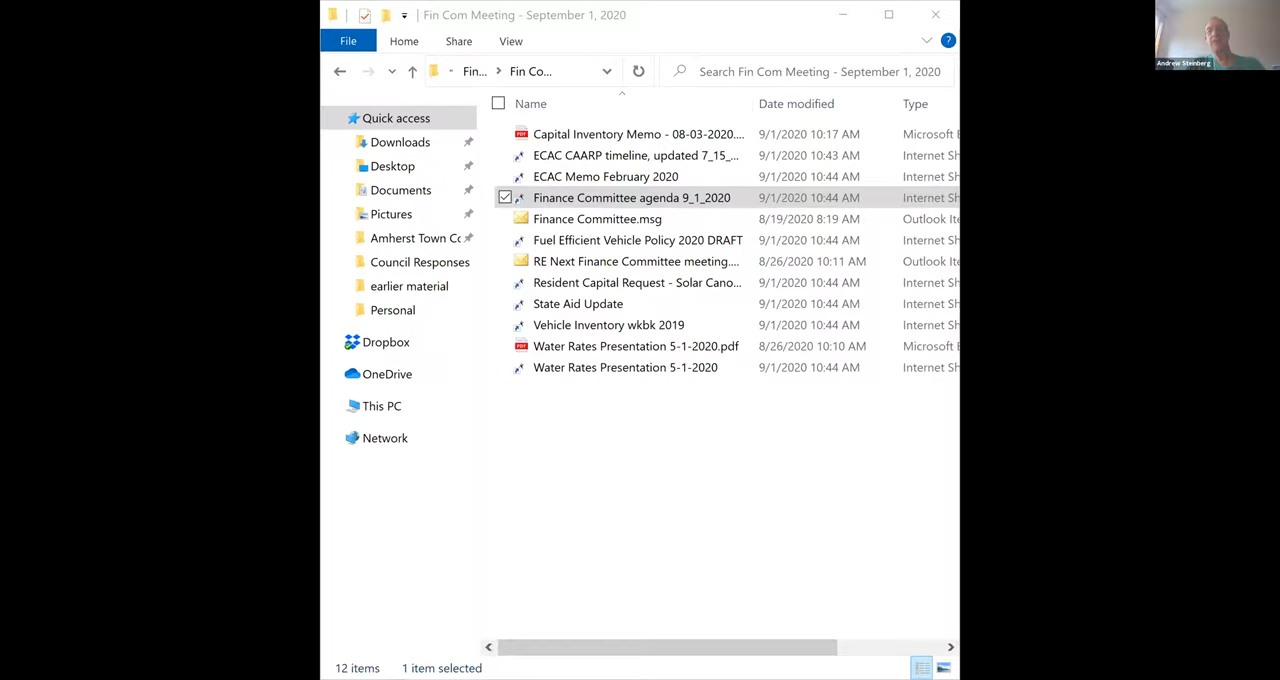 Fin Com Meeting - September 1, 2020
File Home Share View ?
Fin... Fin Co... Search Fin Com Meeting - September 1, 2020
Andrew Steinberg
Name Date modified Type
Quick access
Downloads
Desktop
Documents
Pictures
Amherst Town Cc
Council Responses
earlier material
Personal
Dropbox
OneDrive
This PC
Network
Capital Inventory Memo - 08-03-2020.... 9/1/2020 10:17 AM Microsoft E
ECAC CAARP timeline, updated 7_15_... 9/1/2020 10:43 AM Internet Sh
ECAC Memo February 2020 9/1/2020 10:44 AM Internet Sh
Finance Committee agenda 9_1_2020 9/1/2020 10:44 AM Internet Sh
Finance Committee.msg 8/19/2020 8:19 AM Outlook Ite
Fuel Efficient Vehicle Policy 2020 DRAFT 9/1/2020 10:44 AM Internet Sh
RE Next Finance Committee meeting.... 8/26/2020 10:11 AM Outlook Ite
Resident Capital Request - Solar Cano... 9/1/2020 10:44 AM Internet Sh
State Aid Update 9/1/2020 10:44 AM Internet Sh
Vehicle Inventory wkbk 2019 9/1/2020 10:44 AM Internet Sh
Water Rates Presentation 5-1-2020.pdf 8/26/2020 10:10 AM Microsoft E
Water Rates Presentation 5-1-2020 9/1/2020 10:44 AM Internet Sh
12 items 1 item selected